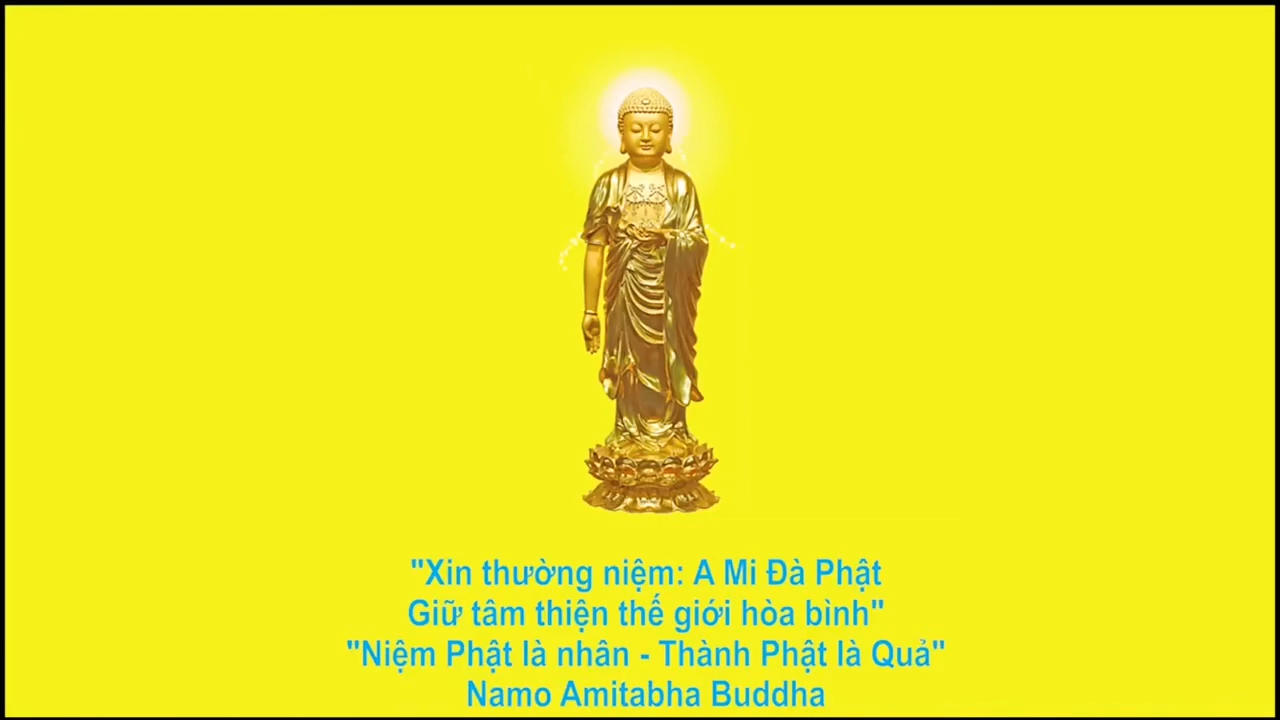 "Xin thường niệm: A Mi Đà Phật
Giữ tâm thiện thế giới hòa bình"
"Niệm Phật là nhân - Thành Phật là Quả"
Namo Amitabha Buddha